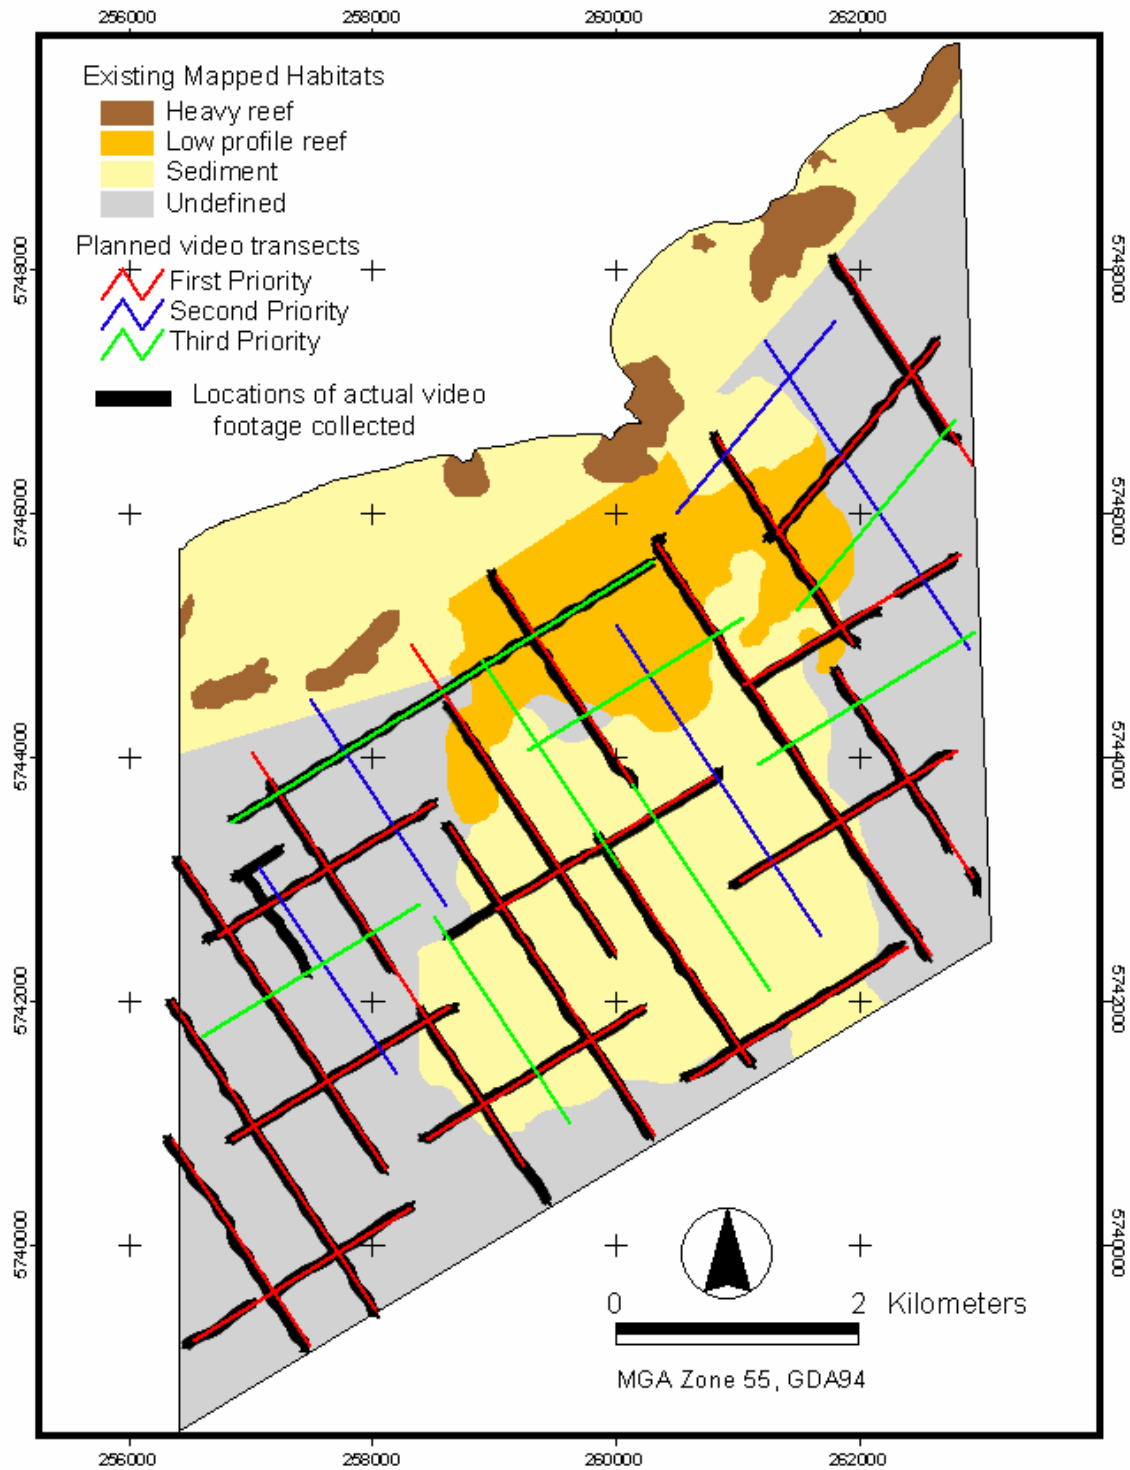 256000 258000 260000 262000
Existing Mapped Habitats
Heavy reef
Low profile reef
Sediment
Undefined
Planned video transects
First Priority
Second Priority
Third Priority
Locations of actual video
footage collected
5748000 5748000
5746000 5746000
5744000 5744000
5742000 5742000
5740000 5740000
0 2 Kilometers
MGA Zone 55, GDA94
256000 258000 260000 262000